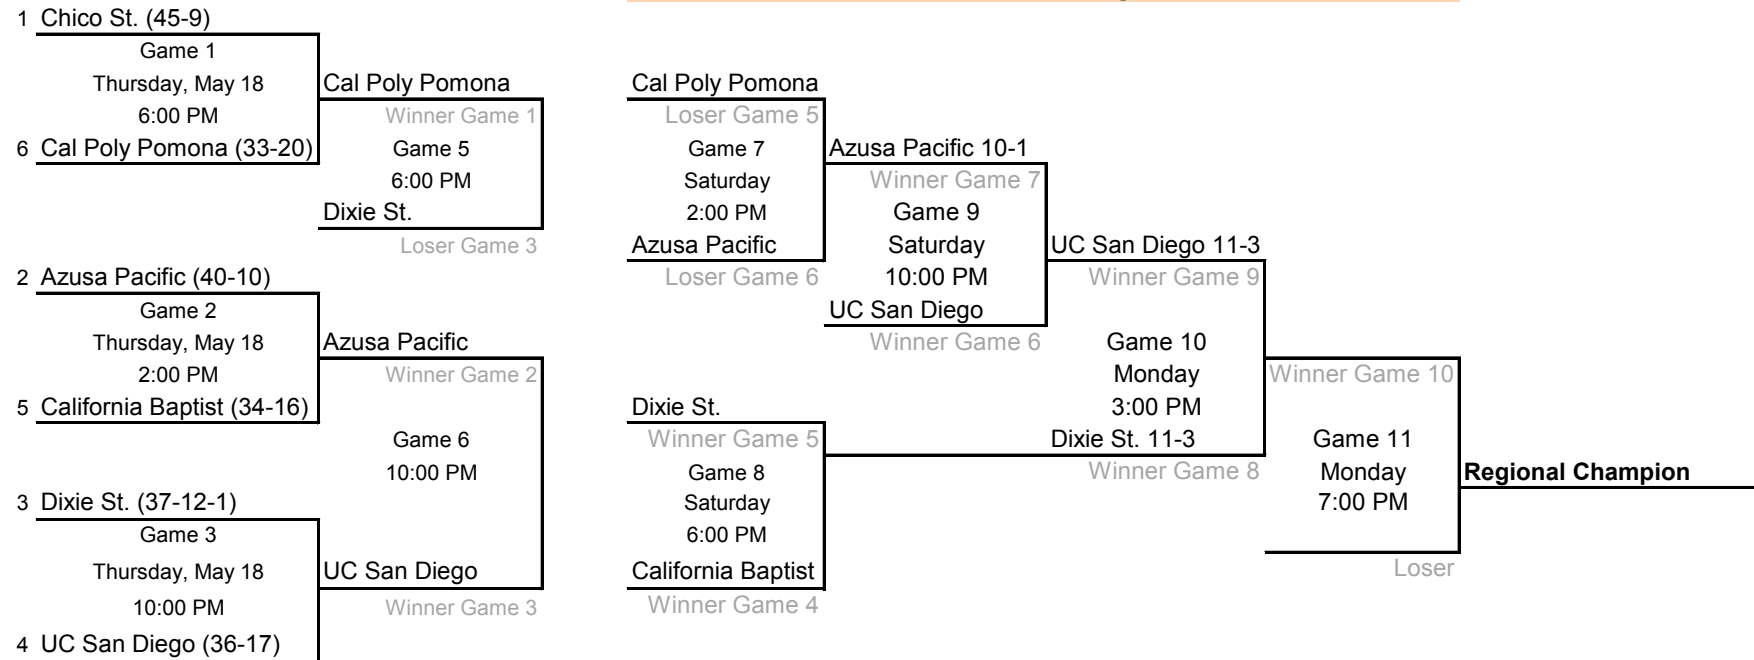 1 Chico St. (45-9)
Game 1
Thursday, May 18
6:00 PM
6 Cal Poly Pomona (33-20)
2 Azusa Pacific (40-10)
Game 2
Thursday, May 18
2:00 PM
5 California Baptist (34-16)
3 Dixie St. (37-12-1)
Game 3
Thursday, May 18
10:00 PM
4 UC San Diego (36-17)
Cal Poly Pomona
Winner Game 1
Game 5
6:00 PM
Dixie St.
Loser Game 3
Azusa Pacific
Winner Game 2
Game 6
10:00 PM
UC San Diego
Winner Game 3
Cal Poly Pomona
Loser Game 5
Game 7
Saturday
2:00 PM
Azusa Pacific
Loser Game 6
Dixie St.
Winner Game 5
Game 8
Saturday
6:00 PM
California Baptist
Winner Game 4
Azusa Pacific 10-1
Winner Game 7
Game 9
Saturday
10:00 PM
UC San Diego
Winner Game 6
UC San Diego 11-3
Winner Game 9
Game 10
Monday
3:00 PM
Dixie St. 11-3
Winner Game 8
Winner Game 10
Game 11
Monday
7:00 PM
Loser
Regional Champion